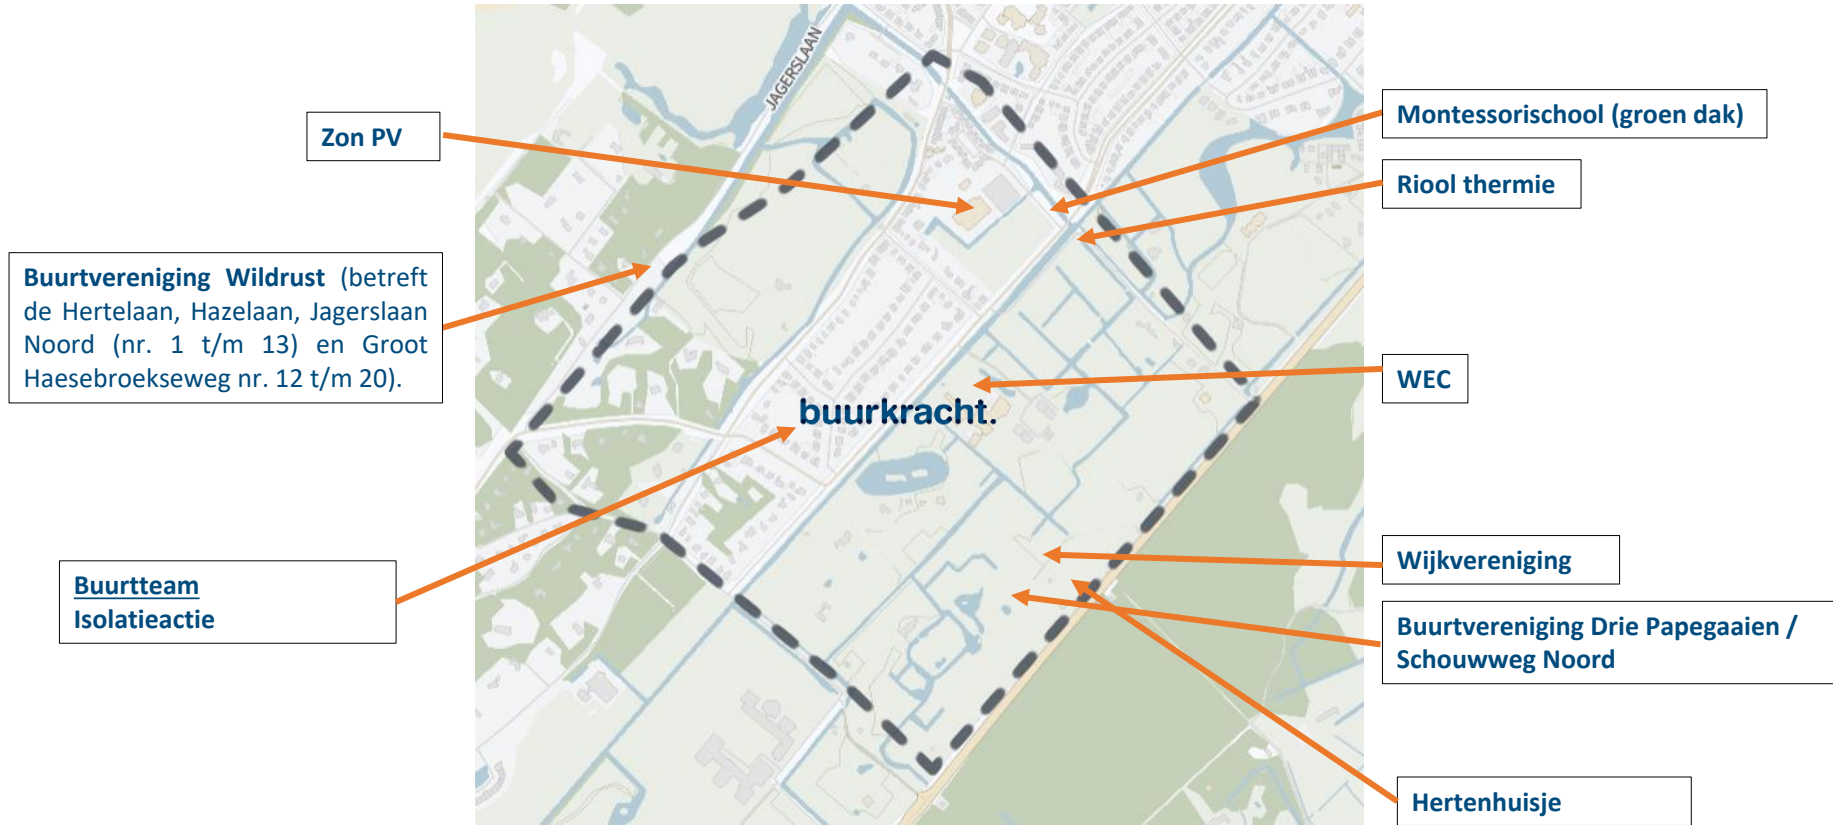 JAGERSLAAN
Zon PV
Buurtvereniging Wildrust (betreft
de Hertelaan, Hazelaan, Jagerslaan
Noord (nr. 1 t/m 13) en Groot
Haesebroekseweg nr. 12 t/m 20).
buurkracht.
Buurtteam
Isolatieactie
Montessorischool (groen dak)
Riool thermie
WEC
Wijkvereniging
Buurtvereniging Drie Papegaaien /
Schouwweg Noord
Hertenhuisje